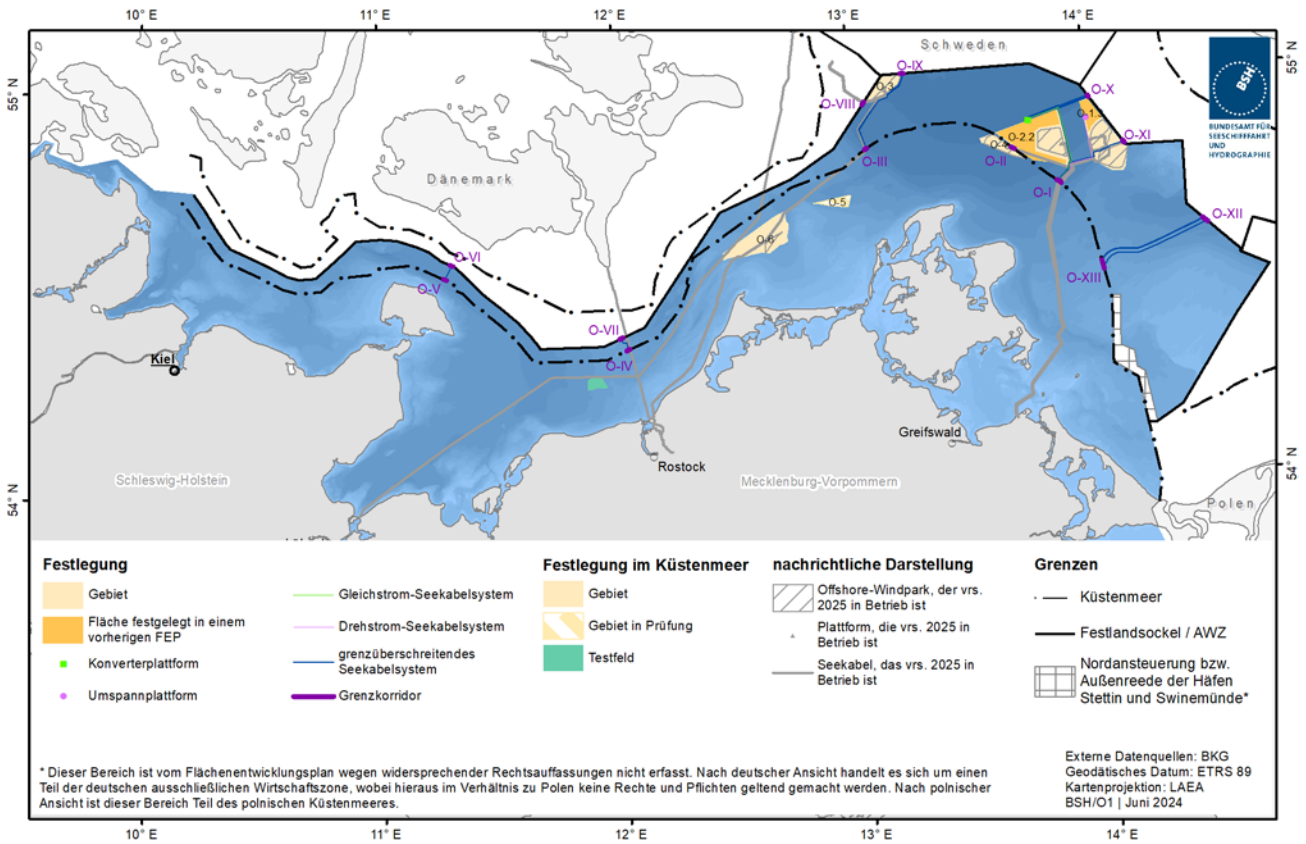 10° E
11° E
12° E
13° E
14° E
55° N
55° N
54° N
54° N
Schweden
Dänemark
Polen
Schleswig-Holstein
Mecklenburg-Vorpommern
Kiel
Rostock
Greifswald
O-IX
O-3
O-VIII
O-III
O-X
O-2.2
O-4
O-II
O-XI
O-I
O-5
O-6
O-XII
O-XIII
O-VI
O-V
O-VII
O-IV
BSH
BUNDESAMT FÜR
SEESCHIFFFAHRT
UND
HYDROGRAPHIE
Festlegung
Gebiet
Fläche festgelegt in einem
vorherigen FEP
Konverterplattform
Umspannplattform
Gleichstrom-Seekabelsystem
Drehstrom-Seekabelsystem
grenzüberschreitendes
Seekabelsystem
Grenzkorridor
Festlegung im Küstenmeer
Gebiet
Gebiet in Prüfung
Testfeld
nachrichtliche Darstellung
Offshore-Windpark, der vrs.
2025 in Betrieb ist
Plattform, die vrs. 2025 in
Betrieb ist
Seekabel, das vrs. 2025 in
Betrieb ist
Grenzen
Küstenmeer
Festlandsockel / AWZ
Nordansteuerung bzw.
Außenreede der Häfen
Stettin und Swinemünde*
* Dieser Bereich ist vom Flächenentwicklungsplan wegen widersprechender Rechtsauffassungen nicht erfasst. Nach deutscher Ansicht handelt es sich um einen
Teil der deutschen ausschließlichen Wirtschaftszone, wobei hieraus im Verhältnis zu Polen keine Rechte und Pflichten geltend gemacht werden. Nach polnischer
Ansicht ist dieser Bereich Teil des polnischen Küstenmeeres.
Externe Datenquellen: BKG
Geodätisches Datum: ETRS 89
Kartenprojektion: LAEA
BSH/O1 | Juni 2024
10° E
11° E
12° E
13° E
14° E